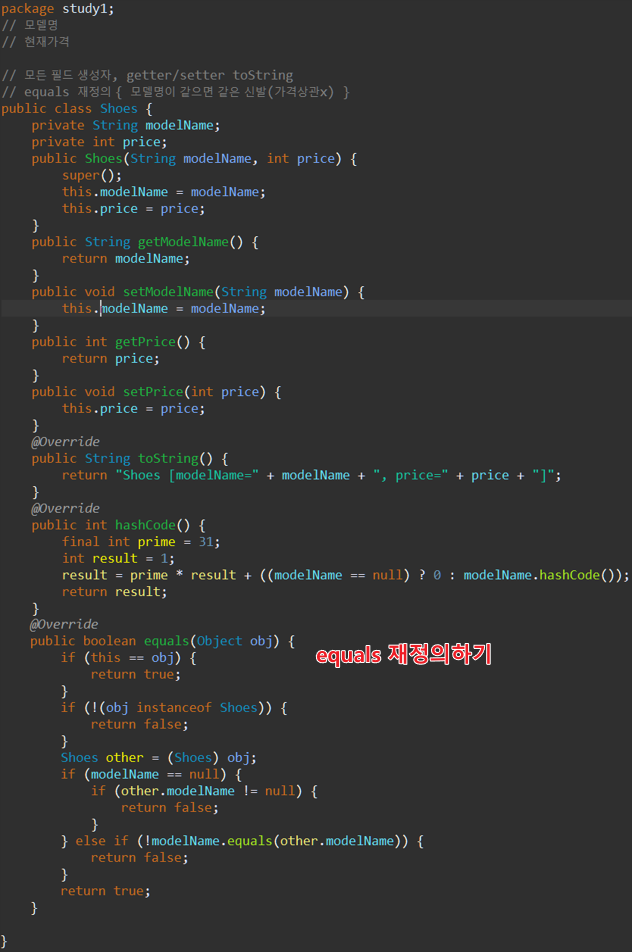 package study1;
// 모델명
// 현재가격
// 모든 필드 생성자, getter/setter toString
// equals 재정의 { 모델명이 같으면 같은 신발(가격상관x) }
public class Shoes {
    private String modelName;
    private int price;
    public Shoes(String modelName, int price) {
        super();
        this.modelName = modelName;
        this.price = price;
    }
    public String getModelName() {
        return modelName;
    }
    public void setModelName(String modelName) {
        this.modelName = modelName;
    }
    public int getPrice() {
        return price;
    }
    public void setPrice(int price) {
        this.price = price;
    }
    @Override
    public String toString() {
        return "Shoes [modelName=" + modelName + ", price=" + price + "]";
    }
    @Override
    public int hashCode() {
        final int prime = 31;
        int result = 1;
        result = prime * result + ((modelName == null) ? 0 : modelName.hashCode());
        return result;
    }
    @Override
    public boolean equals(Object obj) {
equals 재정의하기
        if (this == obj) {
            return true;
        }
        if (!(obj instanceof Shoes)) {
            return false;
        }
        Shoes other = (Shoes) obj;
        if (modelName == null) {
            if (other.modelName != null) {
                return false;
            }
        } else if (!modelName.equals(other.modelName)) {
            return false;
        }
        return true;
    }
}